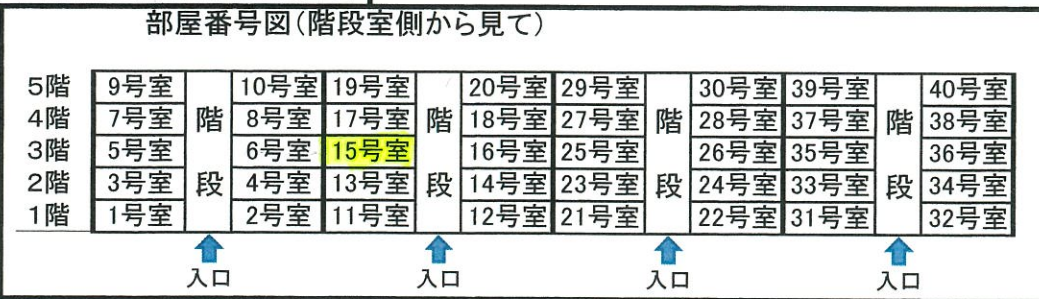 部屋番号図(階段室側から見て)
5階 9号室 10号室 19号室 20号室 29号室 30号室 39号室 40号室
4階 7号室 階 8号室 17号室 階 18号室 27号室 階 28号室 37号室 階 38号室
3階 5号室 6号室 15号室 16号室 25号室 26号室 35号室 36号室
2階 3号室 段 4号室 13号室 段 14号室 23号室 段 24号室 33号室 段 34号室
1階 1号室 2号室 11号室 12号室 21号室 22号室 31号室 32号室
入口 入口 入口 入口